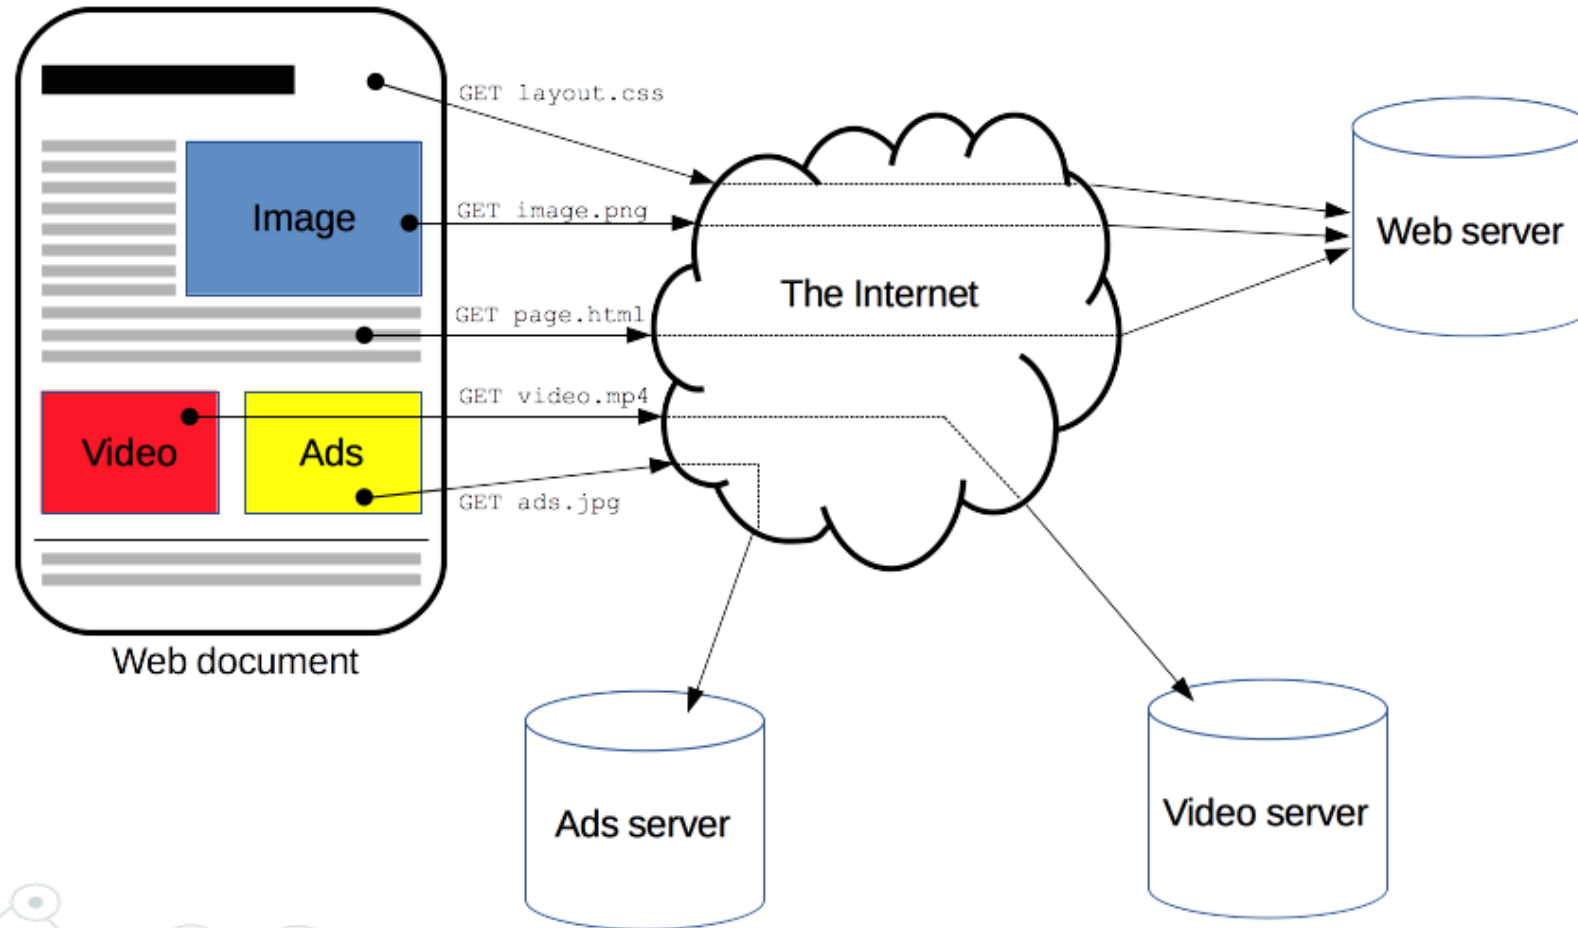 GET layout.css
Image
GET image.png
Web server
The Internet
GET page.html
GET video.mp4
Video
Ads
GET ads.jpg
Web document
Ads server
Video server